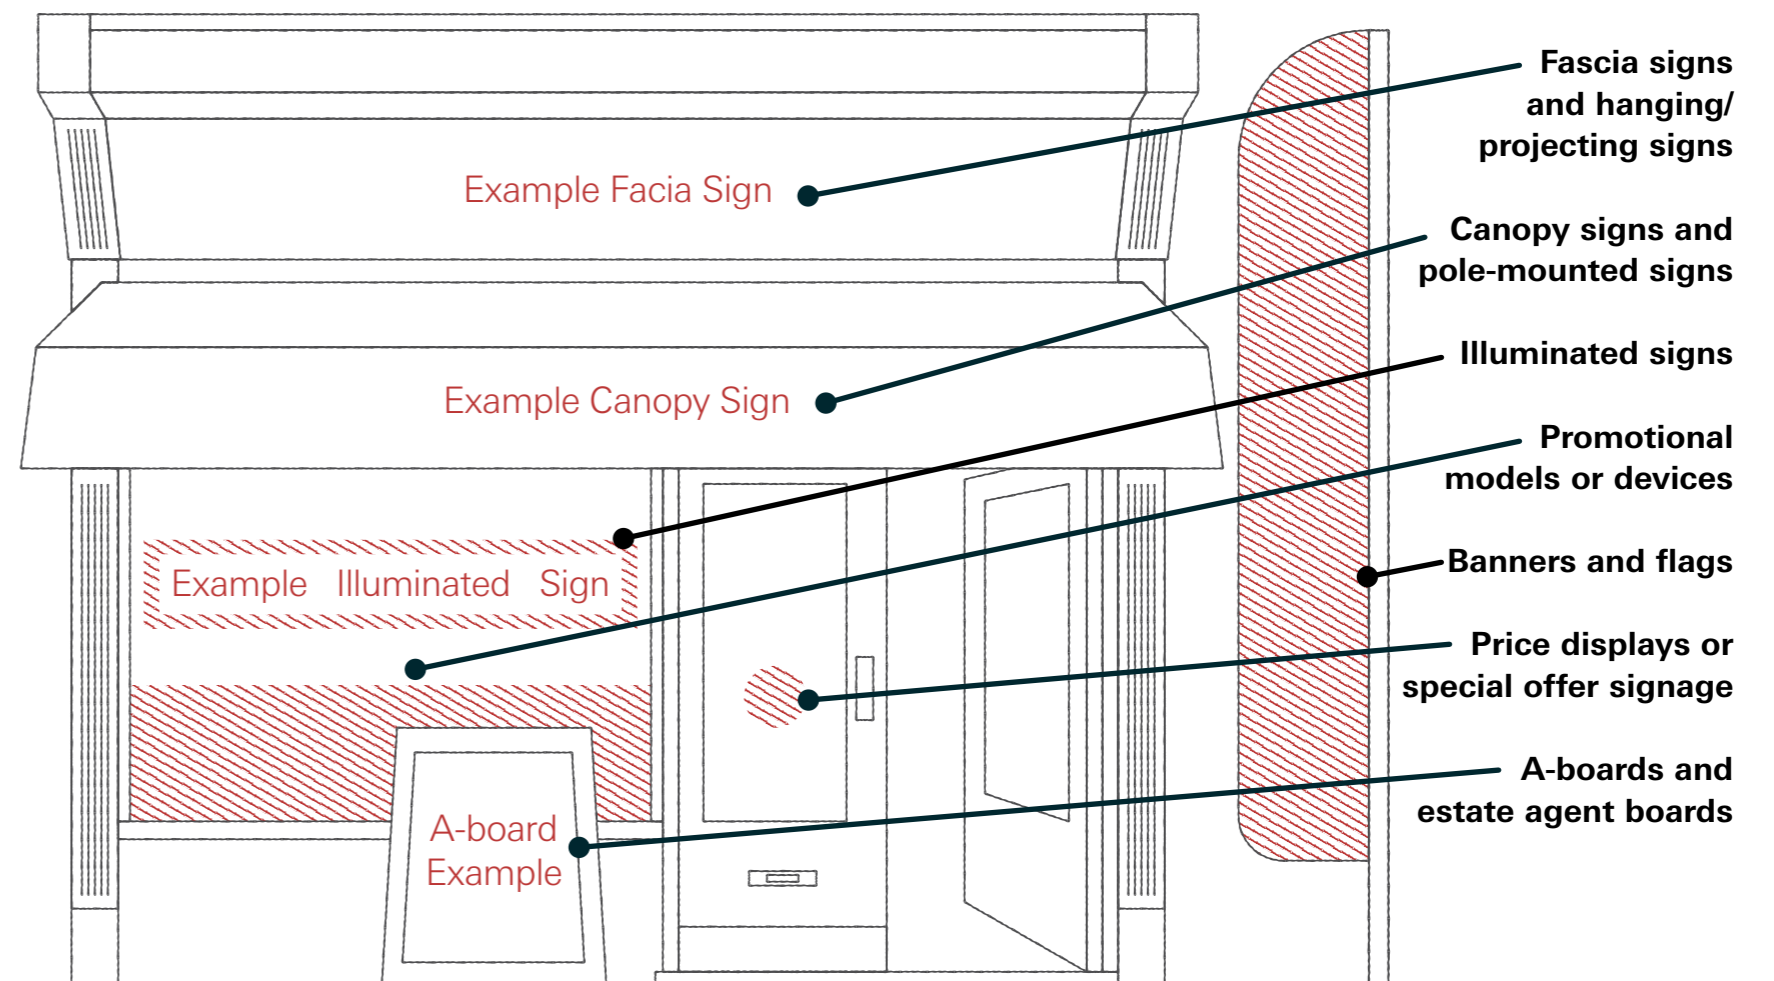 Fascia signs
and hanging/
projecting signs
Example Facia Sign
Canopy signs and
pole-mounted signs
Illuminated signs
Example Canopy Sign
Promotional
models or devices
Banners and flags
Example Illuminated Sign
Price displays or
special offer signage
A-boards and
estate agent boards
A-board
Example